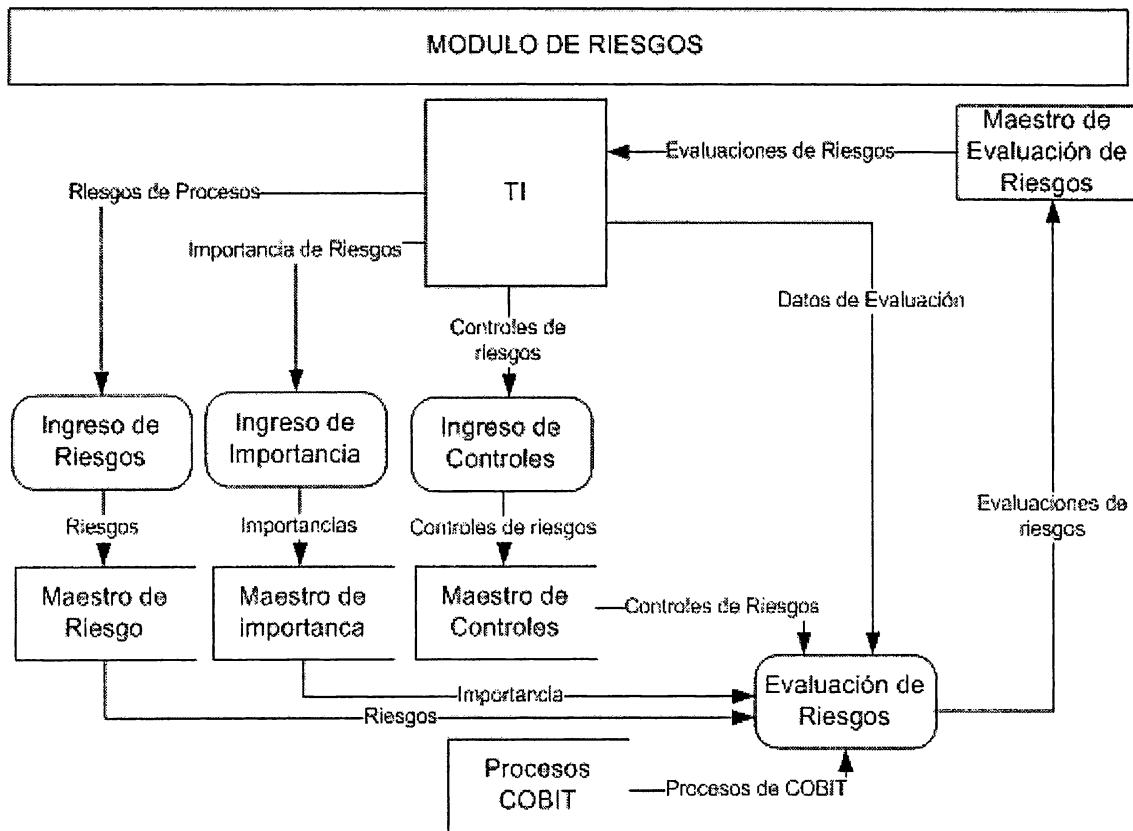 MODULO DE RIESGOS
TI
Evaluaciones de Riesgos
Maestro de
Evaluación de
Riesgos
Riesgos de Procesos
Importancia de Riesgos
Datos de Evaluación
Controles de
riesgos
Ingreso de
Riesgos
Ingreso de
Importancia
Ingreso de
Controles
Evaluaciones de
riesgos
Riesgos
Importancias
Controles de riesgos
Maestro de
Riesgo
Maestro de
importanca
Maestro de
Controles
Controles de Riesgos
Evaluación de
Riesgos
Importancia
Riesgos
Procesos
COBIT
Procesos de COBIT